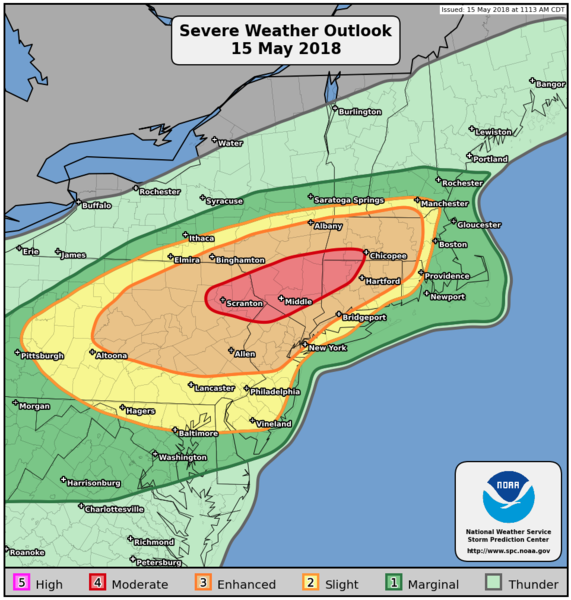 Issued: 15 May 2018 at 1113 AM CDT
Severe Weather Outlook
15 May 2018
Bangor
Burlington
Lewiston
Water
Portland
Rochester
Rochester
Buffalo
Syracuse
Saratoga Springs
Manchester
Gloucester
Albany
Ithaca
Boston
Erie
James
Elmira
Binghamton
Chicopee
Providence
Hartford
Newport
Scranton
Middle
Bridgeport
New York
Pittsburgh
Altoona
Allen
Lancaster
Philadelphia
Morgan
Hagers
Vineland
Baltimore
Washington
Harrisonburg
Charlottesville
Richmond
Roanoke
Petersburg
NOAA
National Weather Service
Storm Prediction Center
http://www.spc.noaa.gov
5 High 4 Moderate 3 Enhanced 2 Slight 1 Marginal Thunder